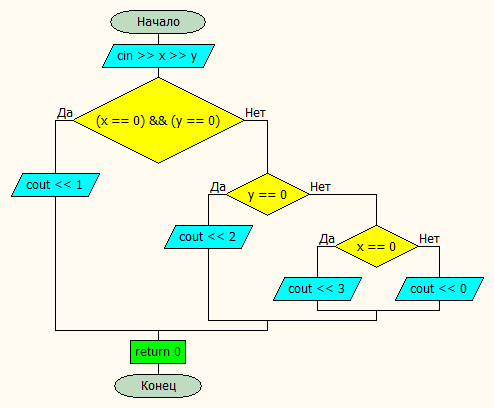 Начало
cin >> x >> y
Да
(x == 0) && (y == 0)
Нет
cout << 1
Да
y == 0
Нет
cout << 2
Да
x == 0
Нет
cout << 3
cout << 0
return 0
Конец